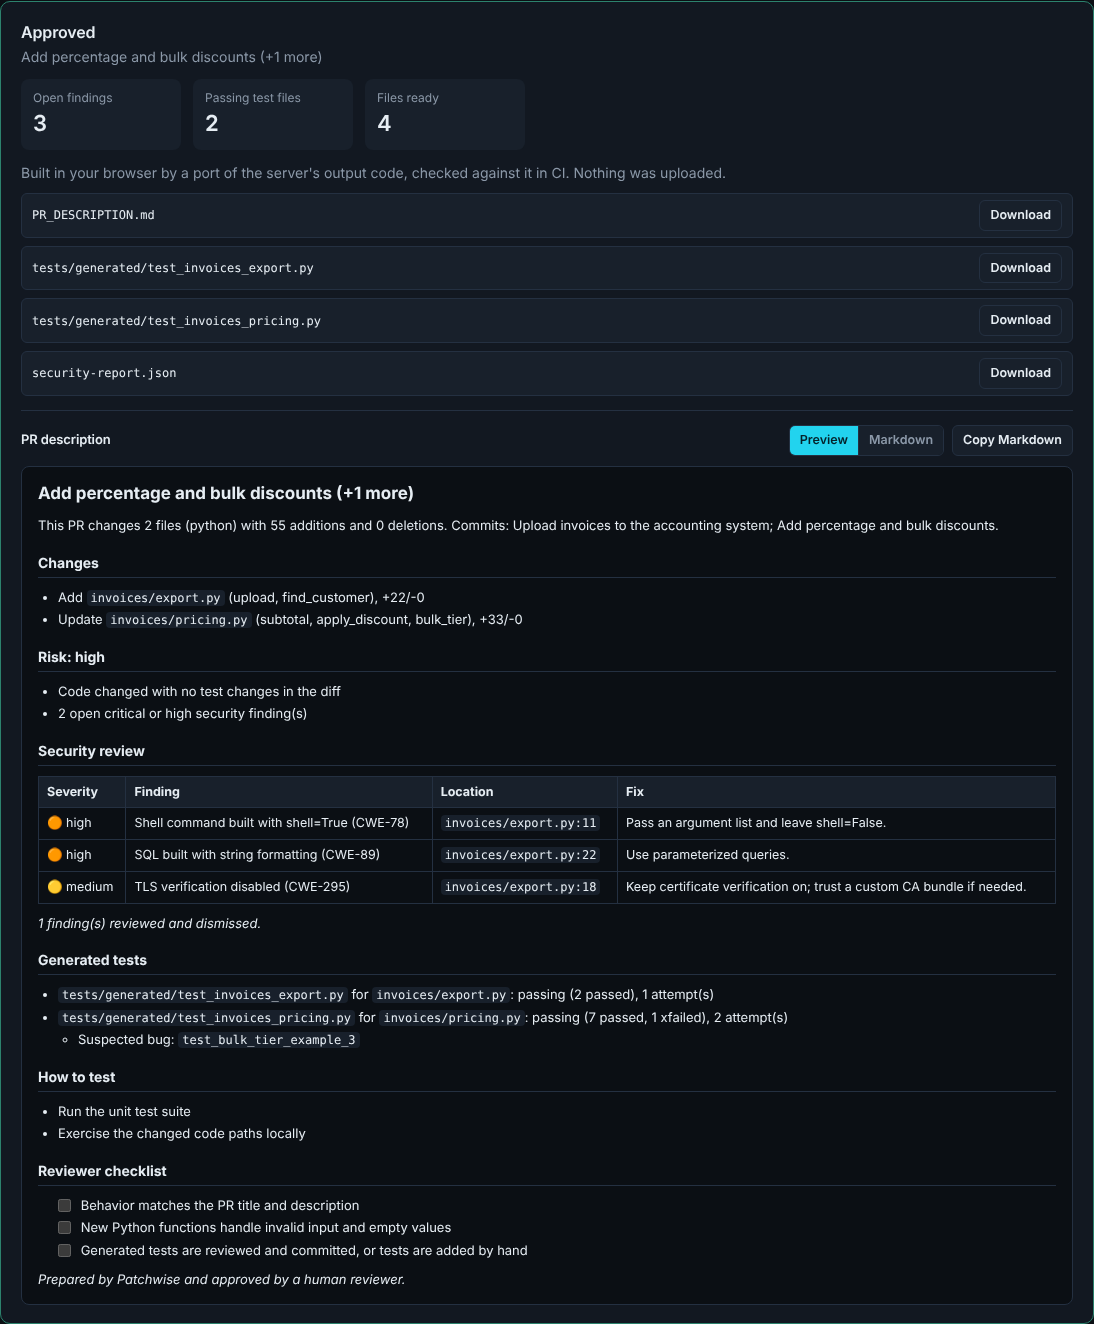 Approved
Add percentage and bulk discounts (+1 more)
Open findings
3
Passing test files
2
Files ready
4
Built in your browser by a port of the server's output code, checked against it in CI. Nothing was uploaded.
PR_DESCRIPTION.md
Download
tests/generated/test_invoices_export.py
Download
tests/generated/test_invoices_pricing.py
Download
security-report.json
Download
PR description
Preview
Markdown
Copy Markdown
Add percentage and bulk discounts (+1 more)
This PR changes 2 files (python) with 55 additions and 0 deletions. Commits: Upload invoices to the accounting system; Add percentage and bulk discounts.
Changes
• Add invoices/export.py (upload, find_customer), +22/-0
• Update invoices/pricing.py (subtotal, apply_discount, bulk_tier), +33/-0
Risk: high
• Code changed with no test changes in the diff
• 2 open critical or high security finding(s)
Security review
Severity Finding Location Fix
high Shell command built with shell=True (CWE-78) invoices/export.py:11 Pass an argument list and leave shell=False.
high SQL built with string formatting (CWE-89) invoices/export.py:22 Use parameterized queries.
medium TLS verification disabled (CWE-295) invoices/export.py:18 Keep certificate verification on; trust a custom CA bundle if needed.
1 finding(s) reviewed and dismissed.
Generated tests
• tests/generated/test_invoices_export.py for invoices/export.py: passing (2 passed), 1 attempt(s)
• tests/generated/test_invoices_pricing.py for invoices/pricing.py: passing (7 passed, 1 xfailed), 2 attempt(s)
◦ Suspected bug: test_bulk_tier_example_3
How to test
• Run the unit test suite
• Exercise the changed code paths locally
Reviewer checklist
Behavior matches the PR title and description
New Python functions handle invalid input and empty values
Generated tests are reviewed and committed, or tests are added by hand
Prepared by Patchwise and approved by a human reviewer.